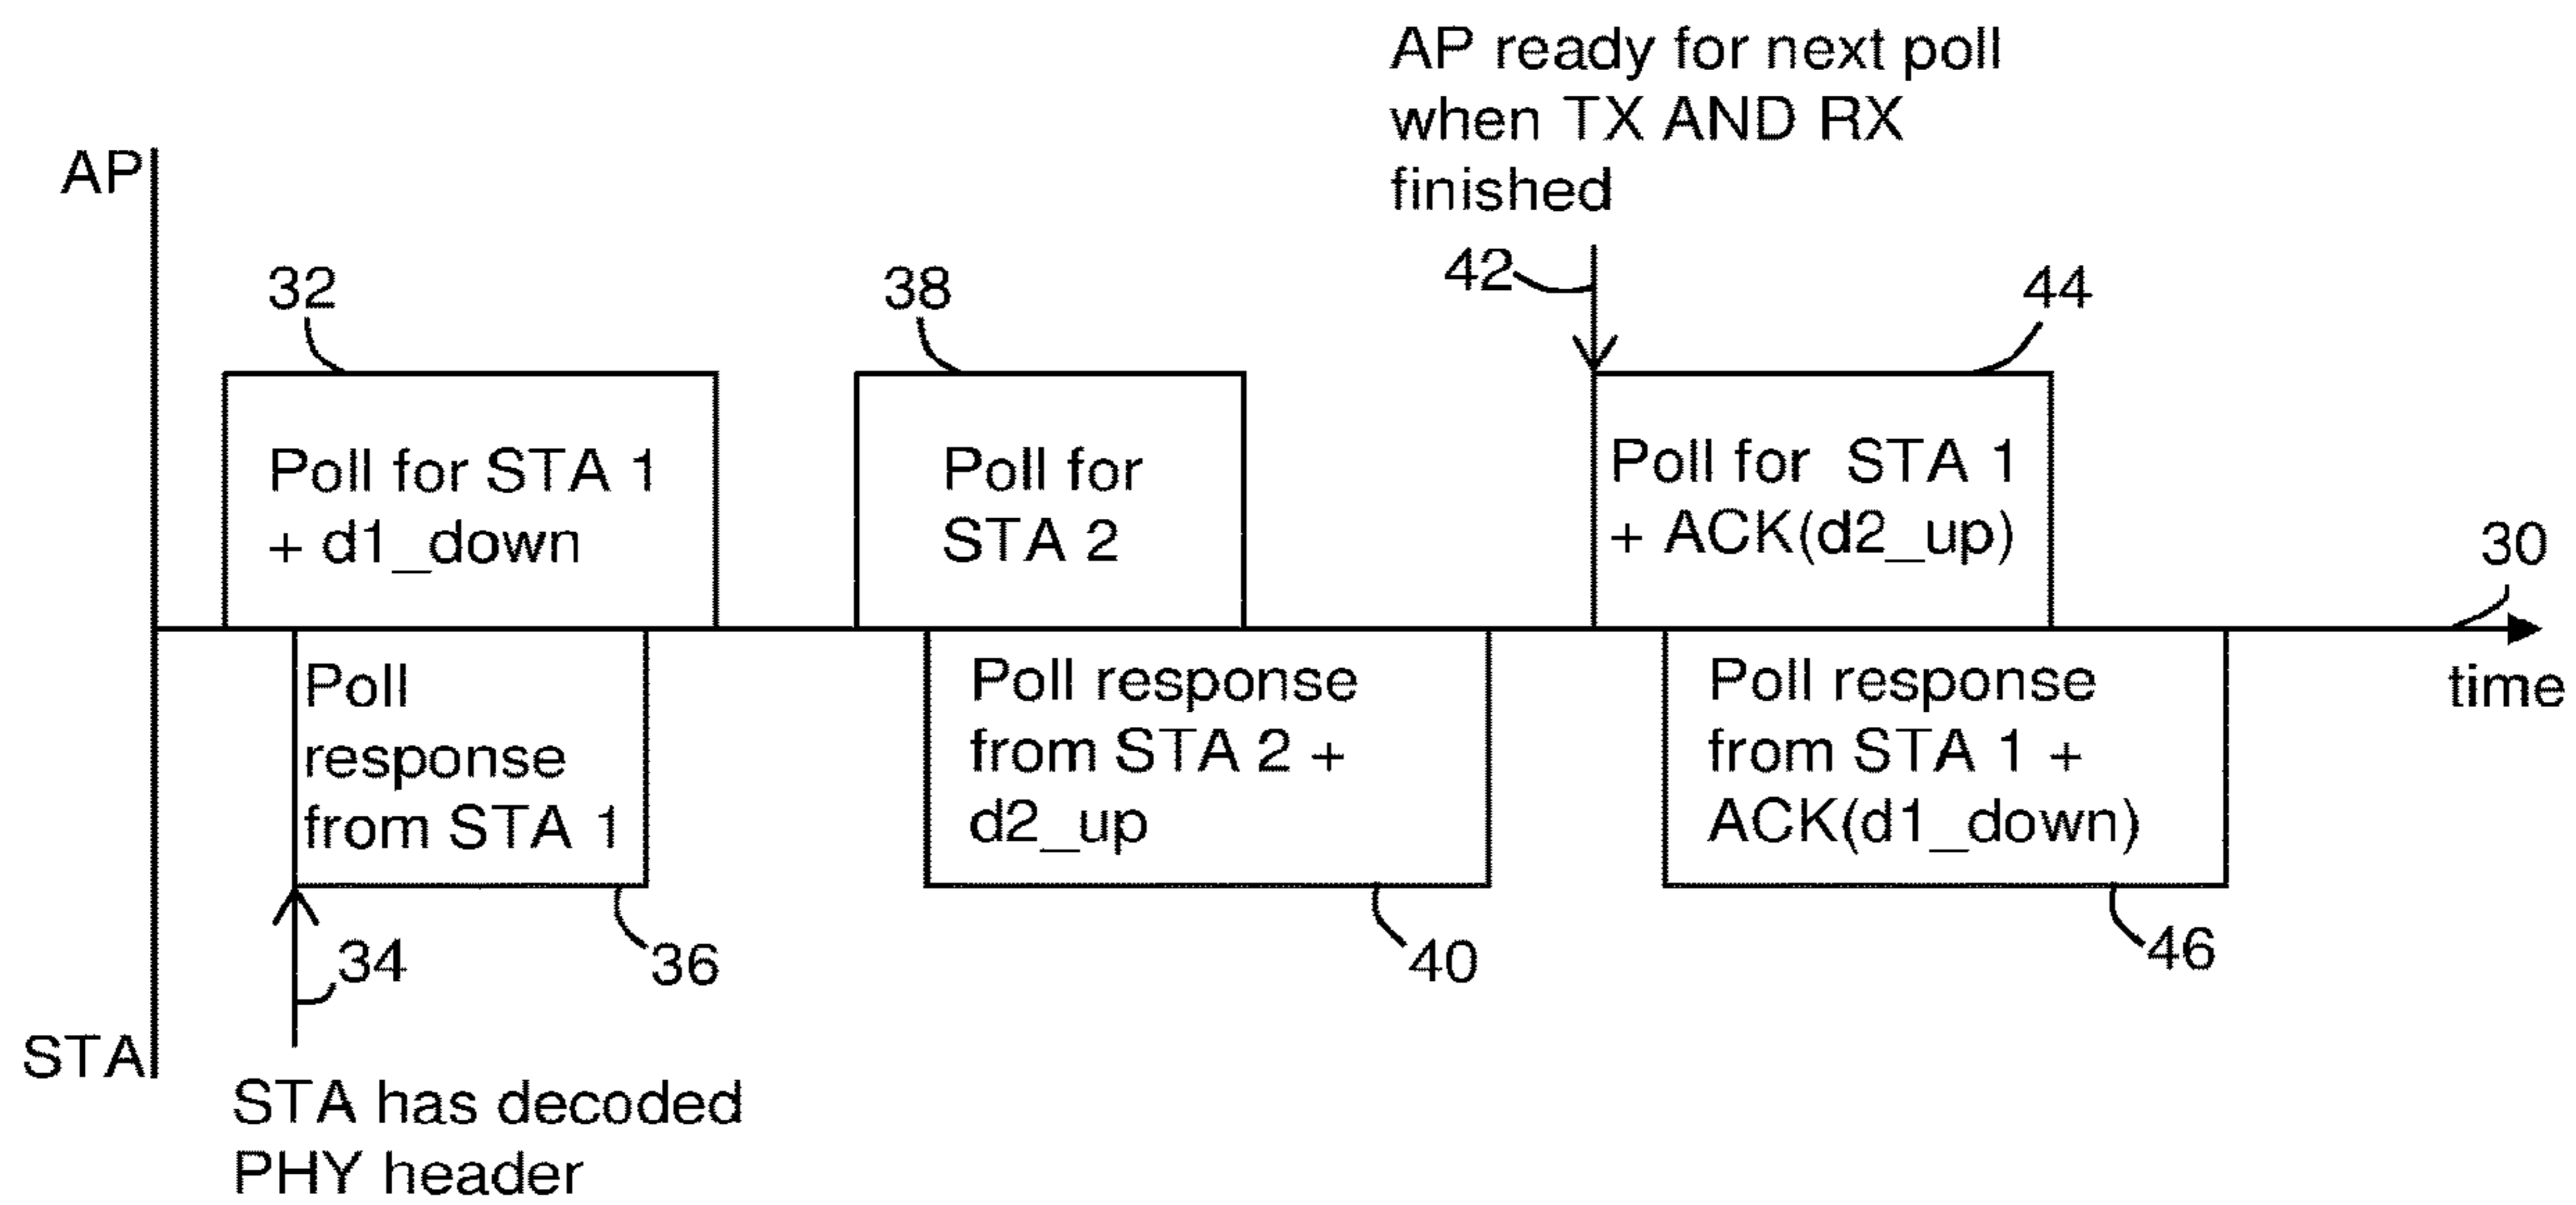 AP ready for next poll
when TX AND RX
finished
AP
42
32
38
44
Poll for STA 1
+ d1_down
Poll for
STA 2
Poll for STA 1
+ ACK(d2_up)
30
time
Poll
response
from STA 1
Poll response
from STA 2 +
d2_up
Poll response
from STA 1 +
ACK(d1_down)
34
36
40
46
STA
STA has decoded
PHY header